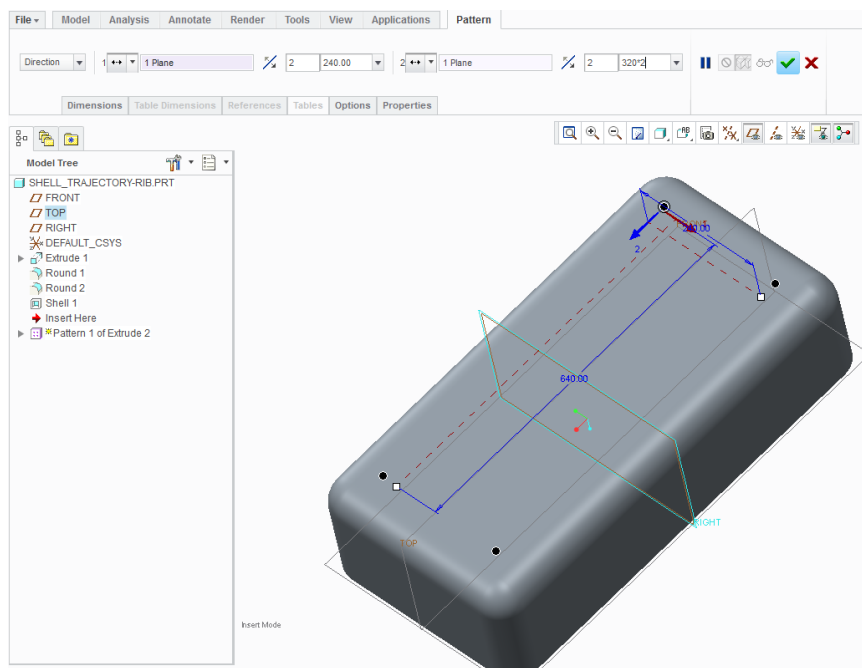 File Model Analysis Annotate Render Tools View Applications Pattern
Direction 1 1 Plane 2 240.00 2 1 Plane 2 320*2
Dimensions Table Dimensions References Tables Options Properties
Model Tree
SHELL_TRAJECTORY-RIB.PRT
FRONT
TOP
RIGHT
DEFAULT_CSYS
Extrude 1
Round 1
Round 2
Shell 1
Insert Here
Pattern 1 of Extrude 2
2
640.00
RIGHT
TOP
Insert Mode